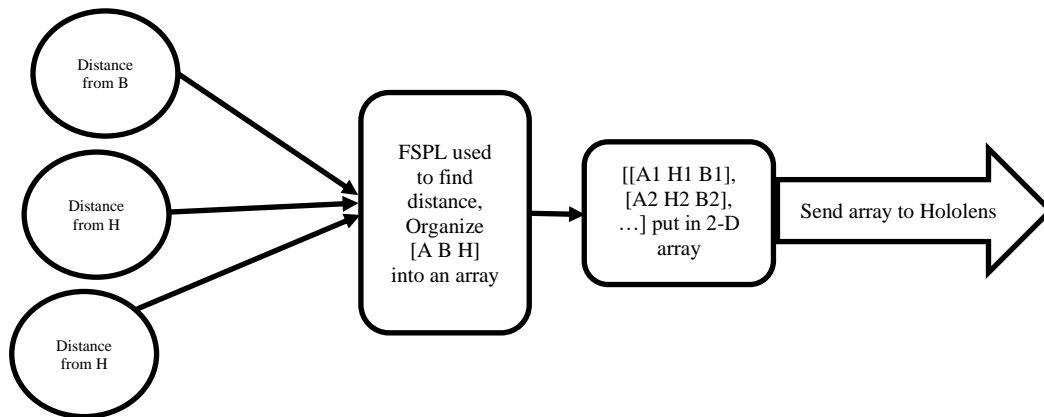 Distance
from B
Distance
from H
Distance
from H
FSPL used
to find
distance,
Organize
[A B H]
into an array
[[A1 H1 B1],
[A2 H2 B2],
…] put in 2-D
array
Send array to Hololens